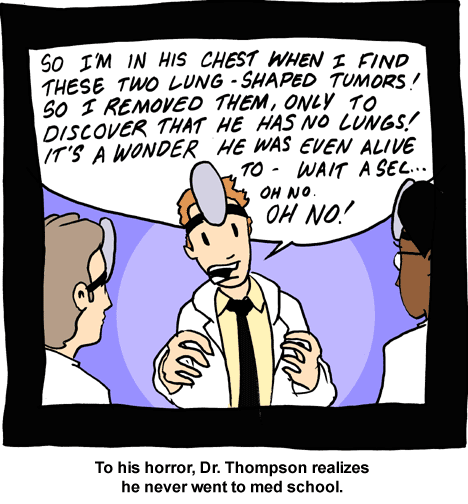 SO I'M IN HIS CHEST WHEN I FIND
THESE TWO LUNG-SHAPED TUMORS!
SO I REMOVED THEM, ONLY TO
DISCOVER THAT HE HAS NO LUNGS!
IT'S A WONDER HE WAS EVEN ALIVE
TO - WAIT A SEC...
OH NO.
OH NO!
To his horror, Dr. Thompson realizes
he never went to med school.